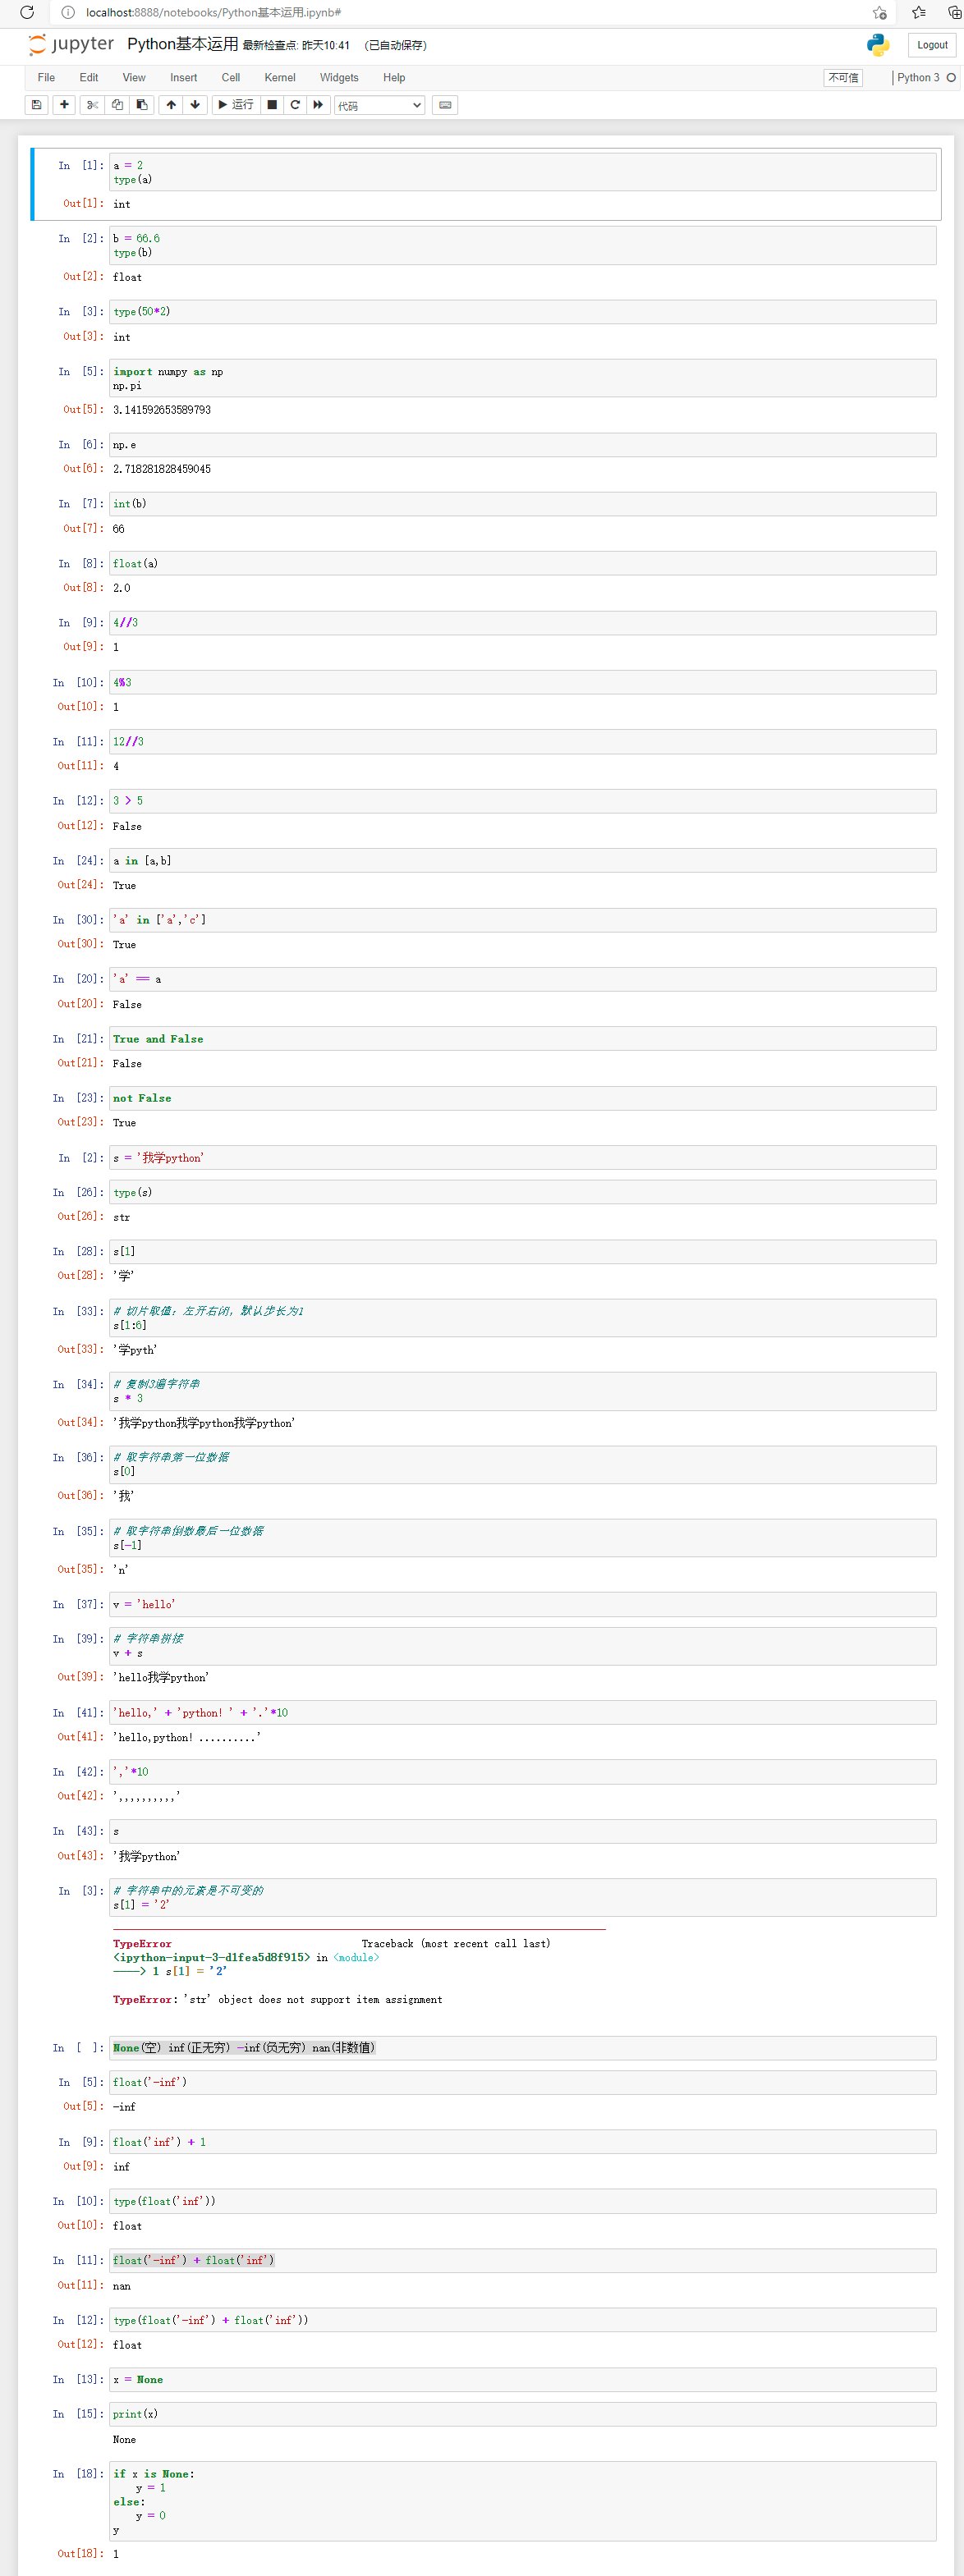 localhost:8888/notebooks/Python基本运用.ipynb#
jupyter Python基本运用 最新检查点: 昨天10:41 (已自动保存)
Logout
File Edit View Insert Cell Kernel Widgets Help
不可信 Python 3
运行 代码
In [1]: a = 2
type(a)
Out[1]: int
In [2]: b = 66.6
type(b)
Out[2]: float
In [3]: type(50*2)
Out[3]: int
In [5]: import numpy as np
np.pi
Out[5]: 3.141592653589793
In [6]: np.e
Out[6]: 2.718281828459045
In [7]: int(b)
Out[7]: 66
In [8]: float(a)
Out[8]: 2.0
In [9]: 4//3
Out[9]: 1
In [10]: 4%3
Out[10]: 1
In [11]: 12//3
Out[11]: 4
In [12]: 3 > 5
Out[12]: False
In [24]: a in [a,b]
Out[24]: True
In [30]: 'a' in ['a','c']
Out[30]: True
In [20]: 'a' == a
Out[20]: False
In [21]: True and False
Out[21]: False
In [23]: not False
Out[23]: True
In [2]: s = '我学python'
In [26]: type(s)
Out[26]: str
In [28]: s[1]
Out[28]: '学'
In [33]: # 切片取值：左开右闭，默认步长为1
s[1:6]
Out[33]: '学pyth'
In [34]: # 复制3遍字符串
s * 3
Out[34]: '我学python我学python我学python'
In [36]: # 取字符串第一位数据
s[0]
Out[36]: '我'
In [35]: # 取字符串倒数最后一位数据
s[-1]
Out[35]: 'n'
In [37]: v = 'hello'
In [39]: # 字符串拼接
v + s
Out[39]: 'hello我学python'
In [41]: 'hello,' + 'python! ' + '.'*10
Out[41]: 'hello,python! ..........'
In [42]: ','*10
Out[42]: ',,,,,,,,,,'
In [43]: s
Out[43]: '我学python'
In [3]: # 字符串中的元素是不可变的
s[1] = '2'
TypeError Traceback (most recent call last)
<ipython-input-3-d1fea5d8f915> in <module>
----> 1 s[1] = '2'
TypeError: 'str' object does not support item assignment
In [ ]: None(空) inf(正无穷) -inf(负无穷) nan(非数值)
In [5]: float('-inf')
Out[5]: -inf
In [9]: float('inf') + 1
Out[9]: inf
In [10]: type(float('inf'))
Out[10]: float
In [11]: float('-inf') + float('inf')
Out[11]: nan
In [12]: type(float('-inf') + float('inf'))
Out[12]: float
In [13]: x = None
In [15]: print(x)
None
In [18]: if x is None:
y = 1
else:
y = 0
y
Out[18]: 1